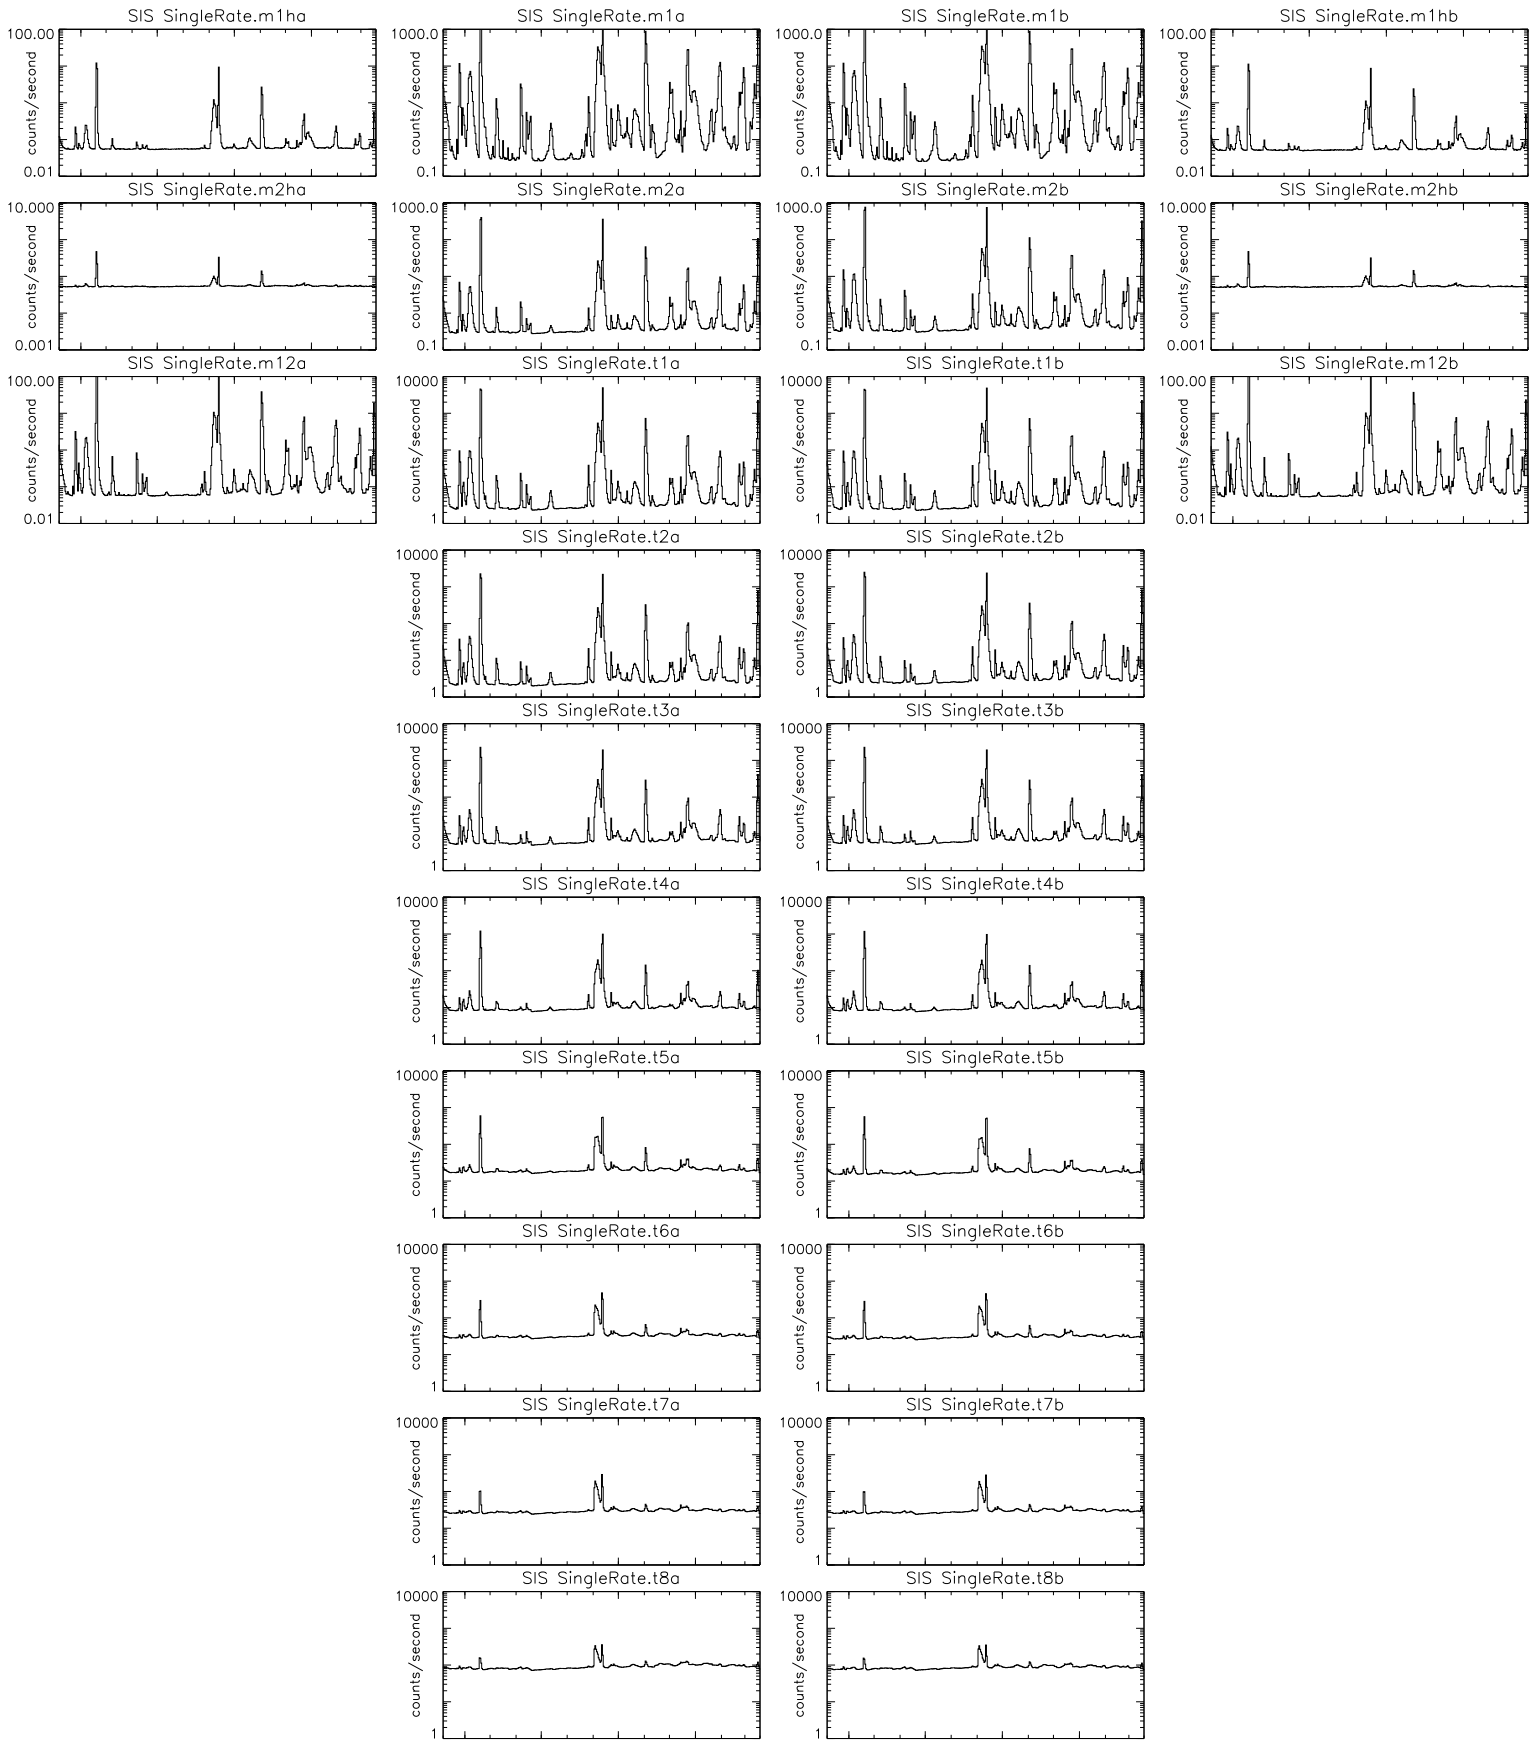 SIS SingleRate.m1ha SIS SingleRate.m1a SIS SingleRate.m1b SIS SingleRate.m1hb
100.00 1000.0 1000.0 100.00
counts/second counts/second counts/second counts/second
0.01 0.1 0.1 0.01
SIS SingleRate.m2ha SIS SingleRate.m2a SIS SingleRate.m2b SIS SingleRate.m2hb
10.000 1000.0 1000.0 10.000
counts/second counts/second counts/second counts/second
0.001 0.1 0.1 0.001
SIS SingleRate.m12a SIS SingleRate.t1a SIS SingleRate.t1b SIS SingleRate.m12b
100.00 10000 10000 100.00
counts/second counts/second counts/second counts/second
0.01 1 1 0.01
SIS SingleRate.t2a SIS SingleRate.t2b
10000 10000
counts/second counts/second
1 1
SIS SingleRate.t3a SIS SingleRate.t3b
10000 10000
counts/second counts/second
1 1
SIS SingleRate.t4a SIS SingleRate.t4b
10000 10000
counts/second counts/second
1 1
SIS SingleRate.t5a SIS SingleRate.t5b
10000 10000
counts/second counts/second
1 1
SIS SingleRate.t6a SIS SingleRate.t6b
10000 10000
counts/second counts/second
1 1
SIS SingleRate.t7a SIS SingleRate.t7b
10000 10000
counts/second counts/second
1 1
SIS SingleRate.t8a SIS SingleRate.t8b
10000 10000
counts/second counts/second
1 1